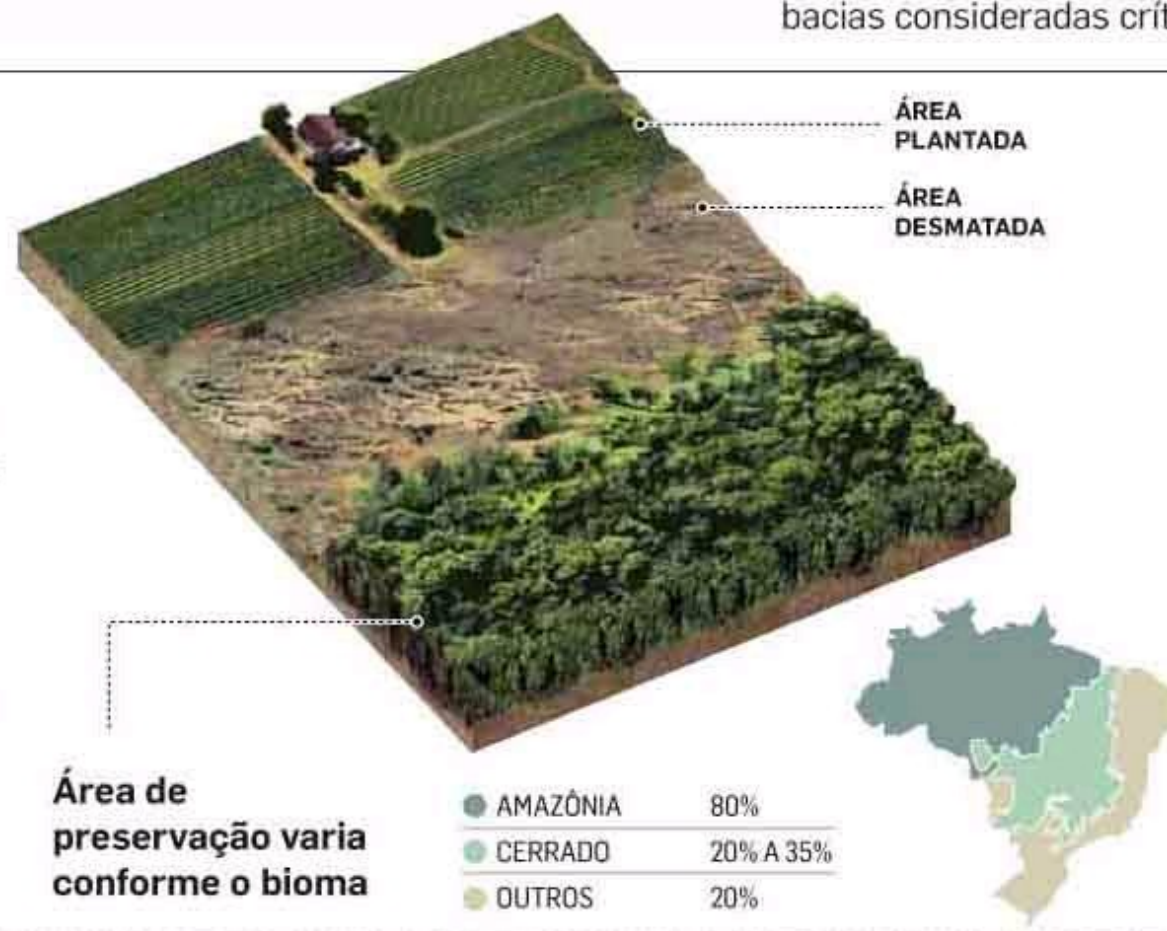 bacias consideradas
ÁREA
PLANTADA
ÁREA
DESMATADA
Área de
preservação varia
conforme o bioma
AMAZÔNIA 80%
CERRADO 20% A 35%
OUTROS 20%